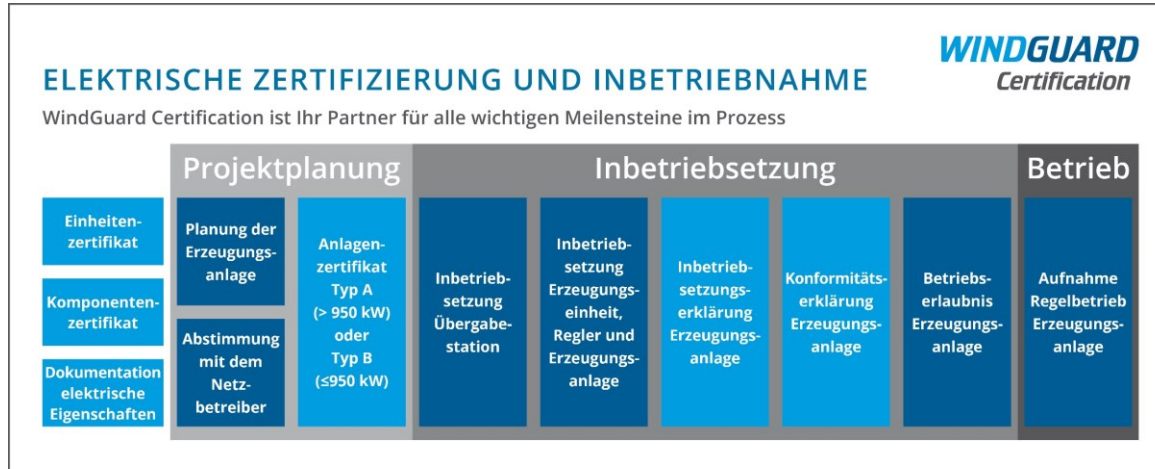 WINDGUARD
Certification
ELEKTRISCHE ZERTIFIZIERUNG UND INBETRIEBNAHME
WindGuard Certification ist Ihr Partner für alle wichtigen Meilensteine im Prozess
Projektplanung
Inbetriebsetzung
Betrieb
Einheiten-
zertifikat
Komponenten-
zertifikat
Dokumentation
elektrische
Eigenschaften
Planung der
Erzeugungs-
anlage
Abstimmung
mit dem
Netz-
betreiber
Anlagen-
zertifikat
Typ A
(> 950 kW)
oder
Typ B
(≤950 kW)
Inbetrieb-
setzung
Übergabe-
station
Inbetrieb-
setzung
Erzeugungs-
einheit,
Regler und
Erzeugungs-
anlage
Inbetrieb-
setzungs-
erklärung
Erzeugungs-
anlage
Konformitäts-
erklärung
Erzeugungs-
anlage
Betriebs-
erlaubnis
Erzeugungs-
anlage
Aufnahme
Regelbetrieb
Erzeugungs-
anlage